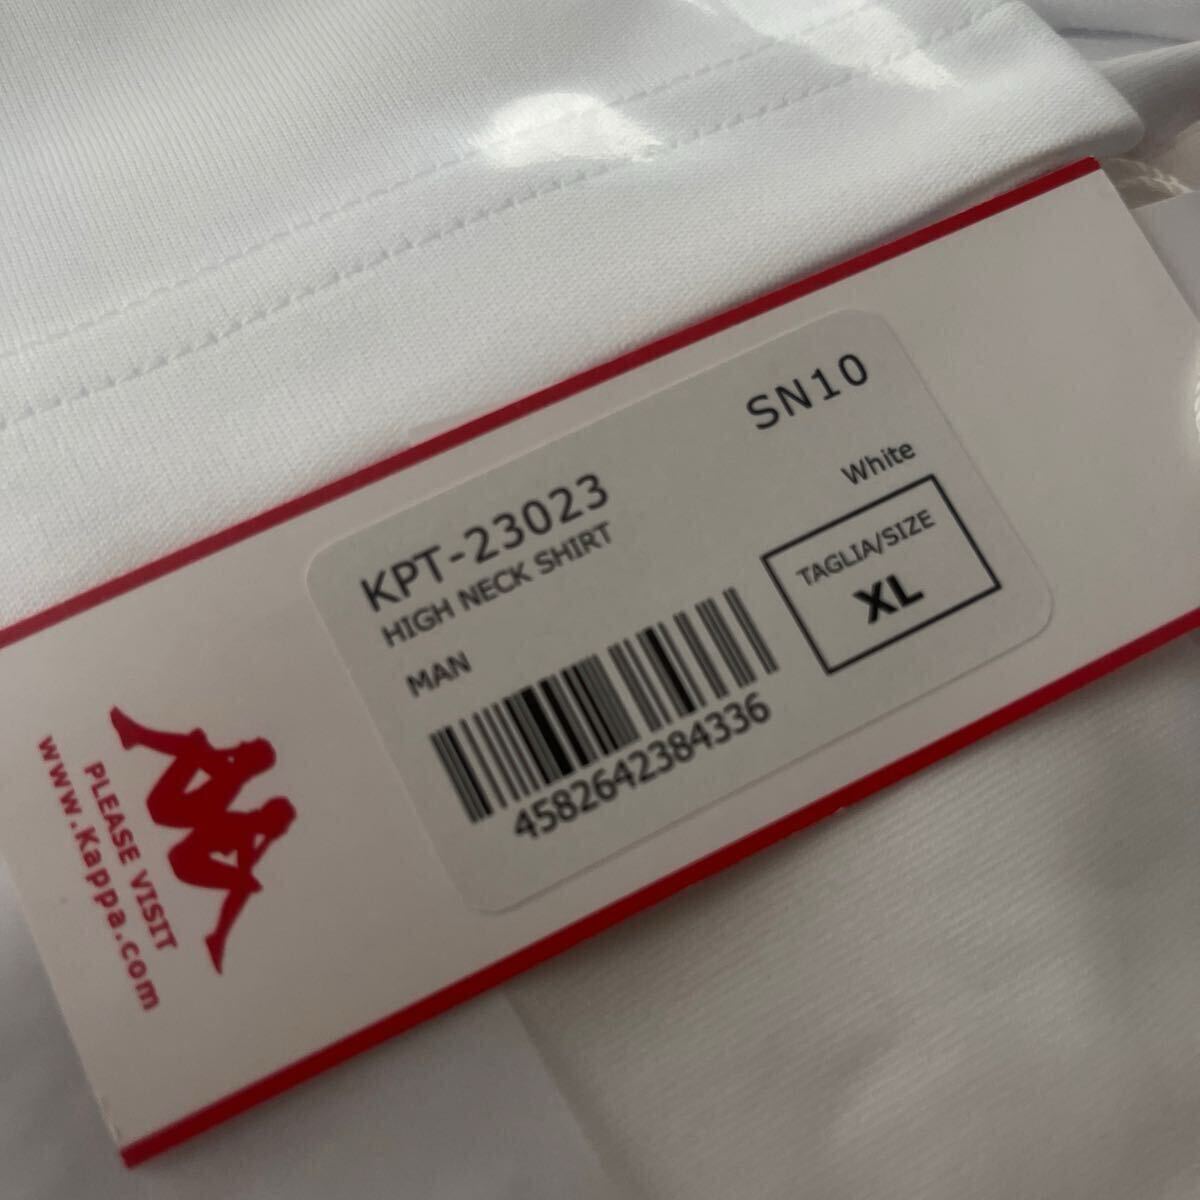 SN10
KPT-23023
HIGH NECK SHIRT
White
MAN
TAGLIA/SIZE
XL
4582642384336
PLEASE VISIT
www.Kappa.com